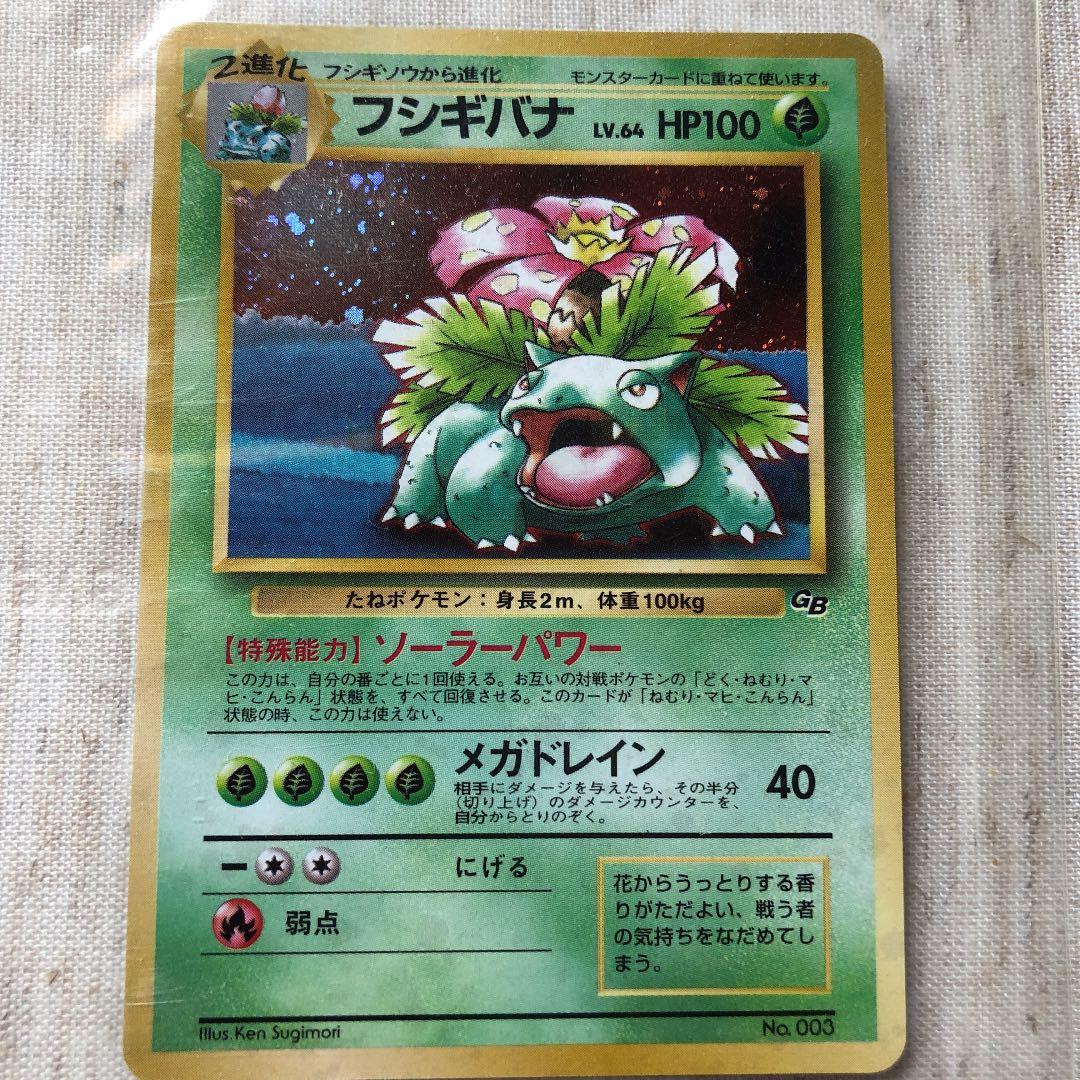 2進化
フシギソウから進化
モンスターカードに重ねて使います。
フシギバナ LV.64 HP100
たねポケモン：身長2m、体重100kg
GB
【特殊能力】ソーラーパワー
この力は、自分の番ごとに1回使える。お互いの対戦ポケモンの「どく・ねむり・マ
ヒ・こんらん」状態を、すべて回復させる。このカードが「ねむり・マヒ・こんらん」
状態の時、この力は使えない。
メガドレイン 40
相手にダメージを与えたら、その半分
（切り上げ）のダメージカウンターを、
自分からとりのぞく。
にげる
弱点
花からうっとりする香
りがただよい、戦う者
の気持ちをなだめてし
まう。
Illus. Ken Sugimori
No. 003